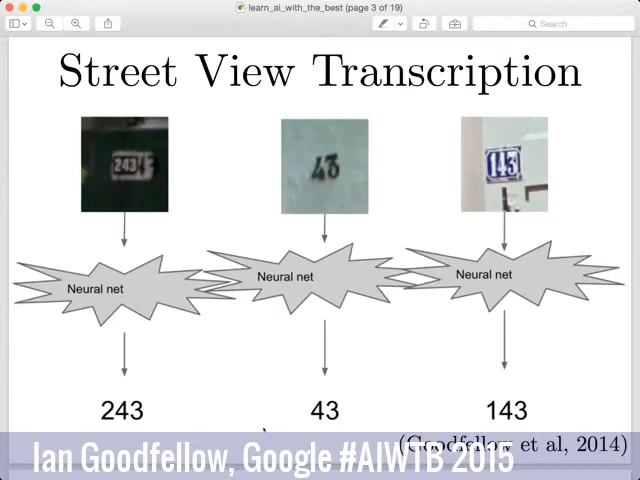 learn_ai_with_the_best (page 3 of 19)
Search
Street View Transcription
243
43
143
Neural net
Neural net
Neural net
243
43
143
(Goodfellow et al, 2014)
Ian Goodfellow, Google #AIWTB 2015